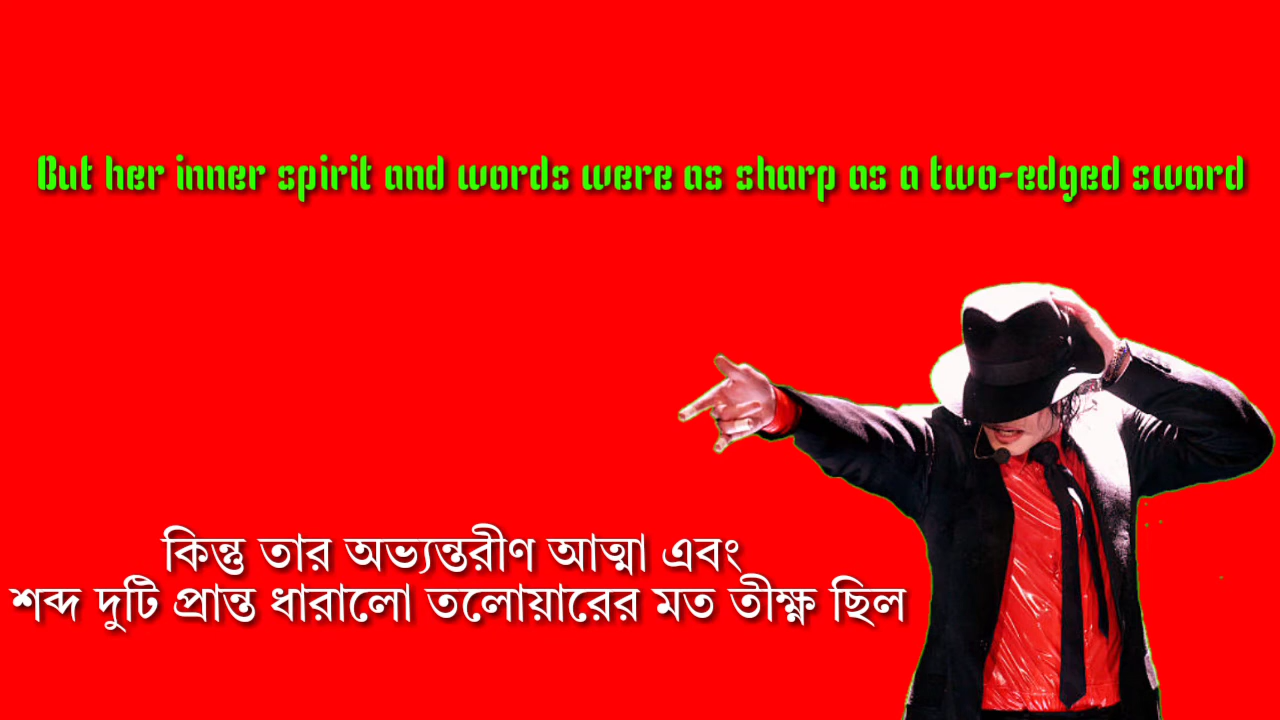 But her inner spirit and words were as sharp as a two-edged sword
কিন্তু তার অভ্যন্তরীণ আত্মা এবং
শব্দ দুটি প্রান্ত ধারালো তলোয়ারের মত তীক্ষ্ণ ছিল